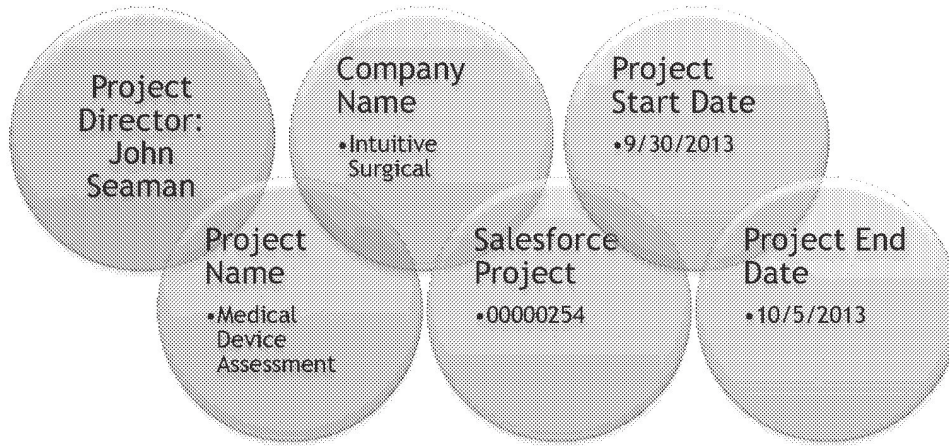 Project
Director:
John
Seaman
Project
Name
•Medical
Device
Assessment
Company
Name
•Intuitive
Surgical
Salesforce
Project
•00000254
Project
Start Date
•9/30/2013
Project End
Date
•10/5/2013